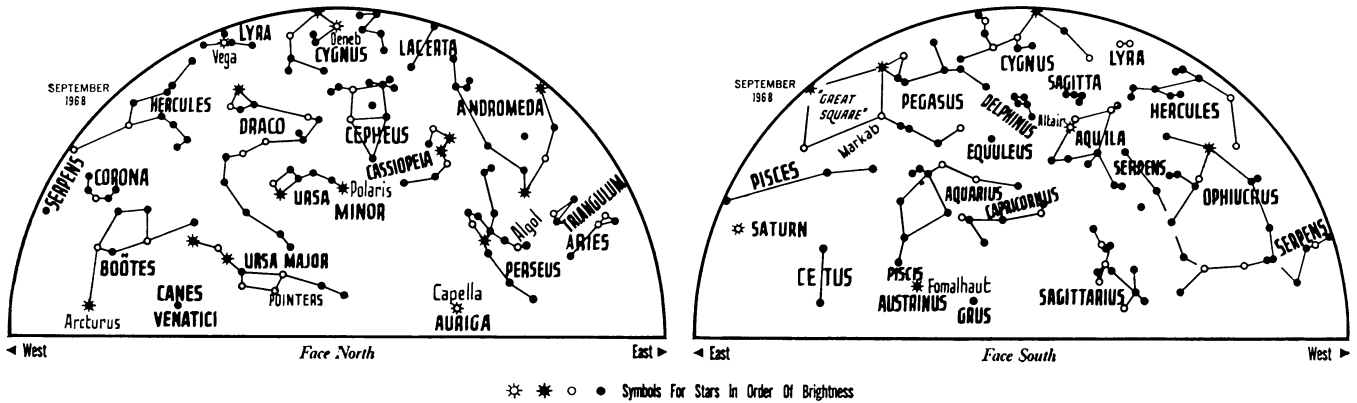 LYRA
Vega
Deneb
CYGNUS
LACERTA
SEPTEMBER
1968
HERCULES
DRACO
CEPHEUS
ANDROMEDA
CASSIOPEIA
SERPENS
CORONA
URSA
MINOR
Polaris
Algol
TRIANGULUM
ARIES
BOÖTES
URSA MAJOR
POINTERS
PERSEUS
CANES
VENATICI
Arcturus
Capella
AURIGA
◄ West
Face North
East ►
CYGNUS
LYRA
SEPTEMBER
1968
"GREAT
SQUARE"
PEGASUS
DELPHINUS
SAGITTA
HERCULES
Altair
AQUILA
Markab
EQUULEUS
SERPENS
PISCES
AQUARIUS
CAPRICORNUS
OPHIUCHUS
SATURN
SERPENS
CETUS
PISCIS
AUSTRINUS
Fomalhaut
GRUS
SAGITTARIUS
◄ East
Face South
West ►
Symbols For Stars In Order Of Brightness